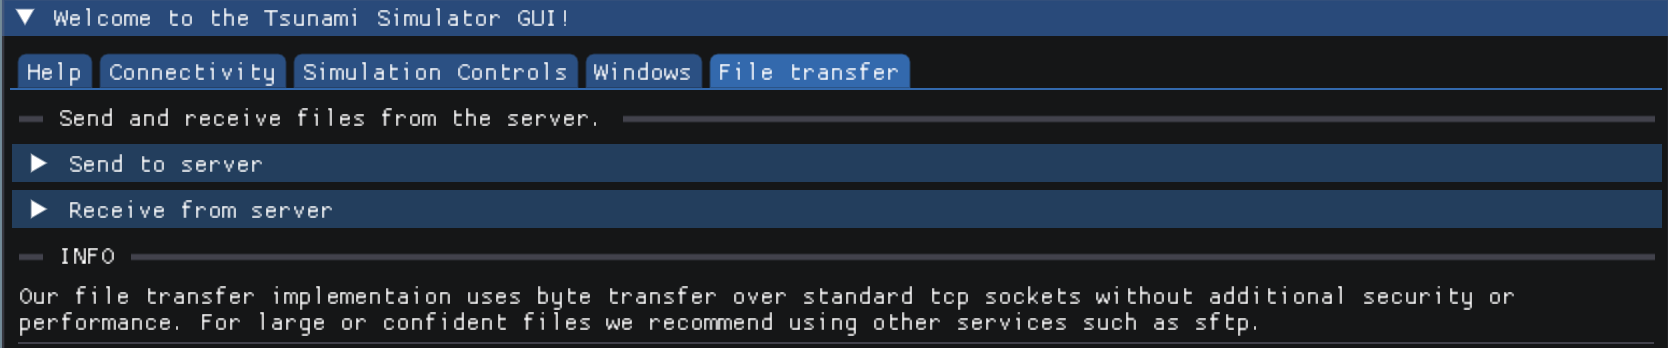 Welcome to the Tsunami Simulator GUI!
Help Connectivity Simulation Controls Windows File transfer
Send and receive files from the server.
Send to server
Receive from server
INFO
Our file transfer implementaion uses byte transfer over standard tcp sockets without additional security or
performance. For large or confident files we recommend using other services such as sftp.